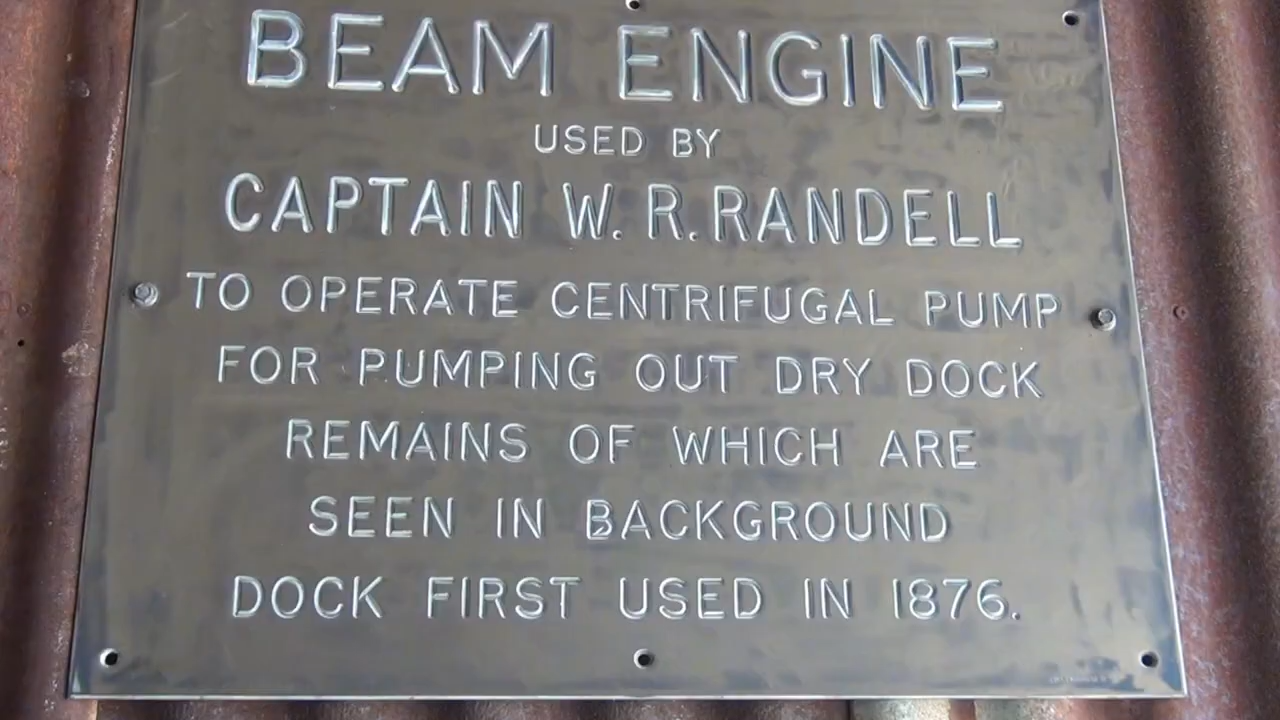 BEAM ENGINE
USED BY
CAPTAIN W. R. RANDELL
TO OPERATE CENTRIFUGAL PUMP
FOR PUMPING OUT DRY DOCK
REMAINS OF WHICH ARE
SEEN IN BACKGROUND
DOCK FIRST USED IN 1876.